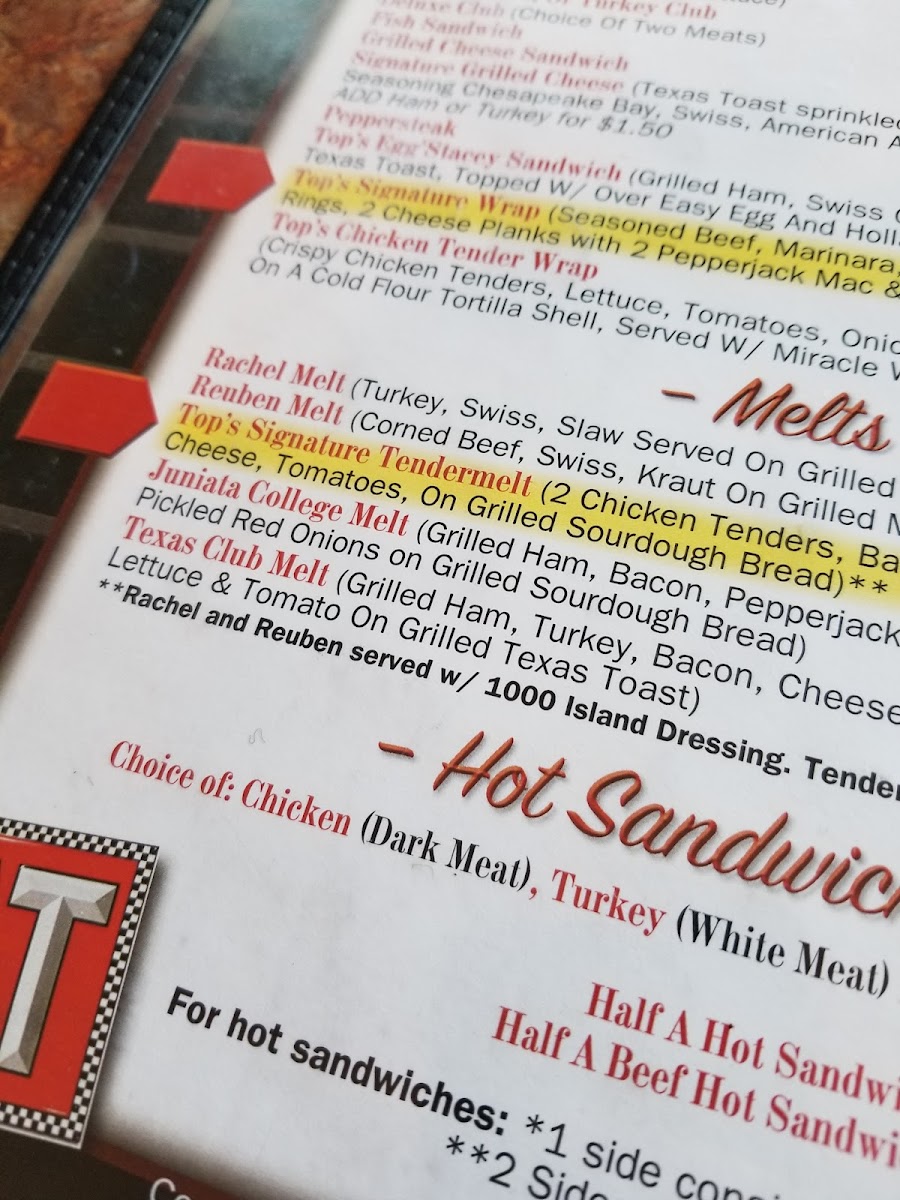 Turkey Club
Deluxe Club (Choice Of Two Meats)
Fish Sandwich
Grilled Cheese Sandwich
Signature Grilled Cheese (Texas Toast sprinkled
Seasoning Chesapeake Bay, Swiss, American A
ADD Ham or Turkey for $1.50
Peppersteak
Top's Egg'Stacey Sandwich (Grilled Ham, Swiss
Texas Toast, Topped W/ Over Easy Egg And Holl
Top's Signature Wrap (Seasoned Beef, Marinara,
Rings, 2 Cheese Planks with 2 Pepperjack Mac &
Top's Chicken Tender Wrap
(Crispy Chicken Tenders, Lettuce, Tomatoes, Onio
On A Cold Flour Tortilla Shell, Served W/ Miracle
- Melts
Rachel Melt (Turkey, Swiss, Slaw Served On Grilled
Reuben Melt (Corned Beef, Swiss, Kraut On Grilled
Top's Signature Tendermelt (2 Chicken Tenders, Ba
Cheese, Tomatoes, On Grilled Sourdough Bread)**
Juniata College Melt (Grilled Ham, Bacon, Pepperjack
Pickled Red Onions on Grilled Sourdough Bread)
Texas Club Melt (Grilled Ham, Turkey, Bacon, Cheese
Lettuce & Tomato On Grilled Texas Toast)
**Rachel and Reuben served w/ 1000 Island Dressing. Tender
- Hot Sandwic
Choice of: Chicken (Dark Meat), Turkey (White Meat)
Half A Hot Sandwi
Half A Beef Hot Sandwi
For hot sandwiches: *1 side
**2 Side
T